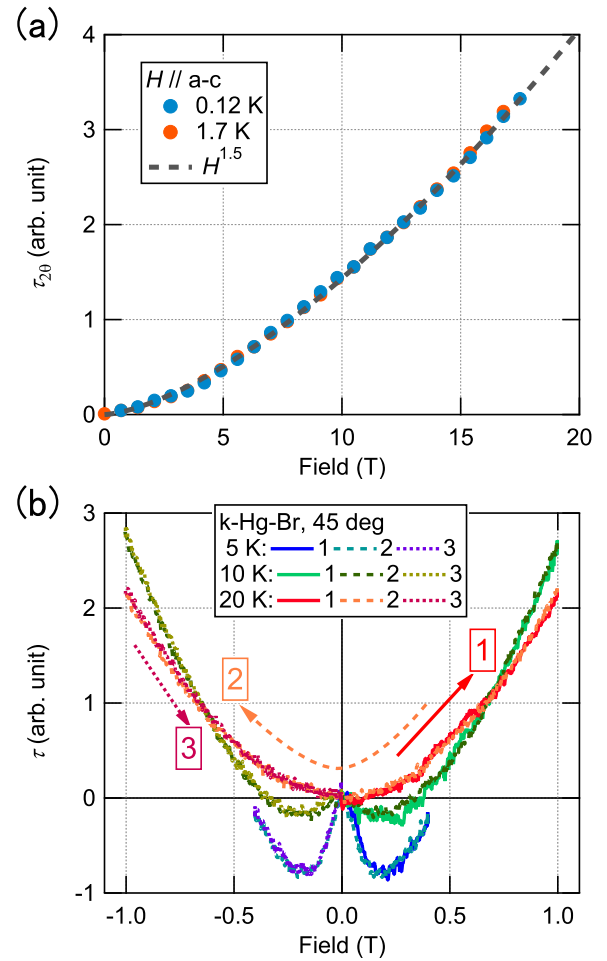 (a)
4
3
2
1
0
τ2θ (arb. unit)
H // a-c
0.12 K
1.7 K
H^1.5
0 5 10 15 20
Field (T)
(b)
3
2
1
0
-1
τ (arb. unit)
k-Hg-Br, 45 deg
5 K: 1 2 3
10 K: 1 2 3
20 K: 1 2 3
1
2
3
-1.0 -0.5 0.0 0.5 1.0
Field (T)